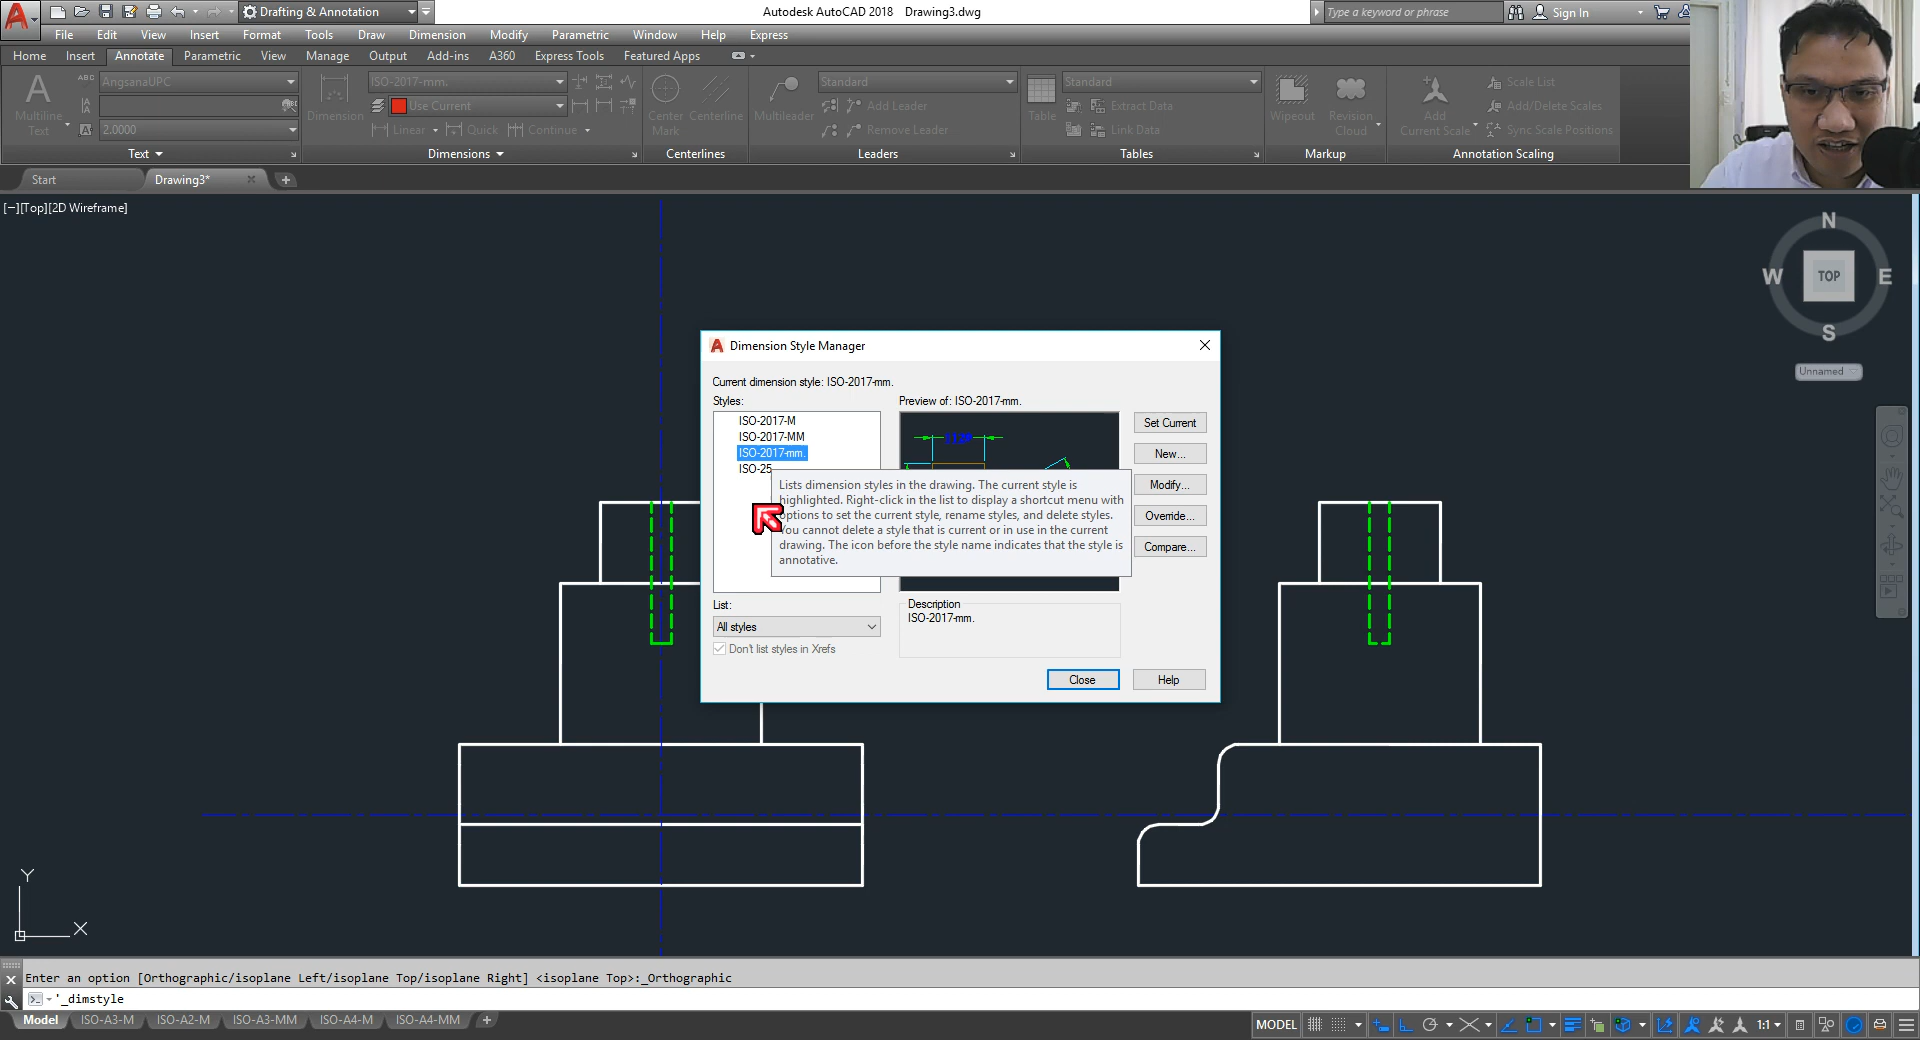 Drafting & Annotation
Autodesk AutoCAD 2018 Drawing3.dwg
Type a keyword or phrase
Sign In
File Edit View Insert Format Tools Draw Dimension Modify Parametric Window Help Express
Home Insert Annotate Parametric View Manage Output Add-ins A360 Express Tools Featured Apps
Multiline
Text
ABC
AngsanaUPC
2.0000
Text
Dimension
ISO-2017-mm.
Use Current
Linear Quick Continue
Dimensions
Center
Mark
Centerline
Centerlines
Multileader
Standard
Add Leader
Remove Leader
Leaders
Table
Standard
Extract Data
Link Data
Tables
Wipeout
Revision
Cloud
Markup
Add
Current Scale
Scale List
Add/Delete Scales
Sync Scale Positions
Annotation Scaling
Start
Drawing3*
[−][Top][2D Wireframe]
N
W
TOP
E
S
Unnamed
Dimension Style Manager
Current dimension style: ISO-2017-mm.
Styles:
ISO-2017-M
ISO-2017-MM
ISO-2017-mm.
ISO-25
Preview of: ISO-2017-mm.
Set Current
New...
Modify...
Override...
Compare...
Lists dimension styles in the drawing. The current style is
highlighted. Right-click in the list to display a shortcut menu with
options to set the current style, rename styles, and delete styles.
You cannot delete a style that is current or in use in the current
drawing. The icon before the style name indicates that the style is
annotative.
List:
All styles
Don't list styles in Xrefs
Description
ISO-2017-mm.
Close
Help
Y
X
Enter an option [Orthographic/isoplane Left/isoplane Top/isoplane Right] <isoplane Top>:_Orthographic
'_dimstyle
Model ISO-A3-M ISO-A2-M ISO-A3-MM ISO-A4-M ISO-A4-MM
MODEL
1:1